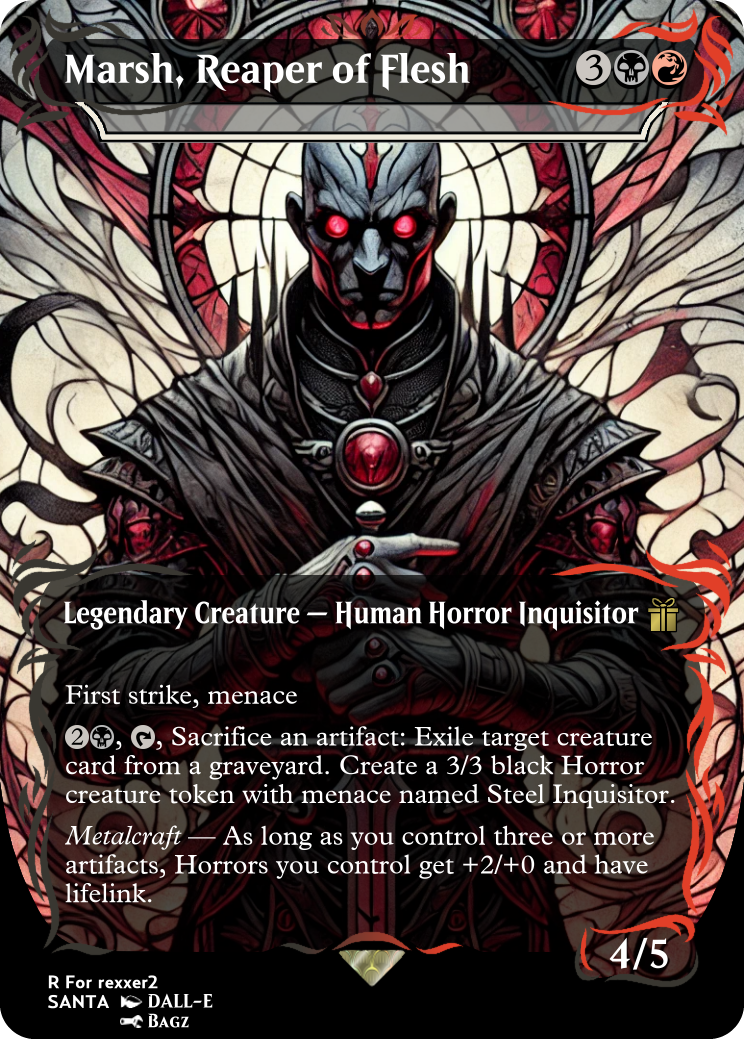 Marsh, Reaper of Flesh 3
Legendary Creature — Human Horror Inquisitor
First strike, menace
2, , Sacrifice an artifact: Exile target creature
card from a graveyard. Create a 3/3 black Horror
creature token with menace named Steel Inquisitor.
Metalcraft — As long as you control three or more
artifacts, Horrors you control get +2/+0 and have
lifelink.
4/5
R For rexxer2
SANTA DALL-E
Bagz